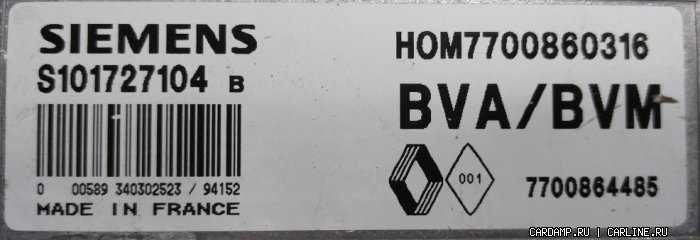 SIEMENS
S101727104 B
0 00589 340302523 / 94152
MADE IN FRANCE
HOM7700860316
BVA/BVM
001
7700864485
CARDAMP.RU | CARLINE.RU